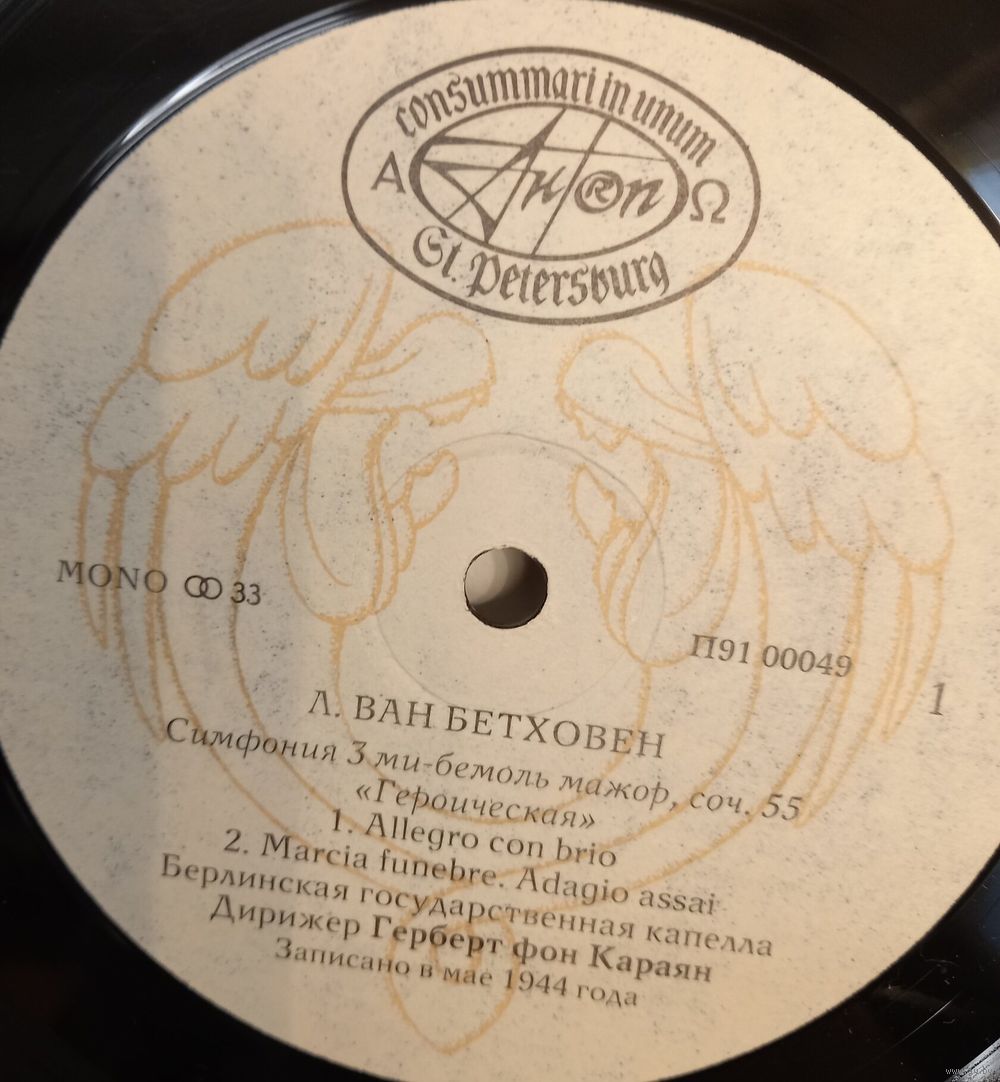 consummari in unum
A Ant®n Ω
St. Petersburg
MONO 33
П91 00049
1
Л. ВАН БЕТХОВЕН
Симфония 3 ми-бемоль мажор, соч. 55
«Героическая»
1. Allegro con brio
2. Marcia funebre. Adagio assai
Берлинская государственная капелла
Дирижер Герберт фон Караян
Записано в мае 1944 года